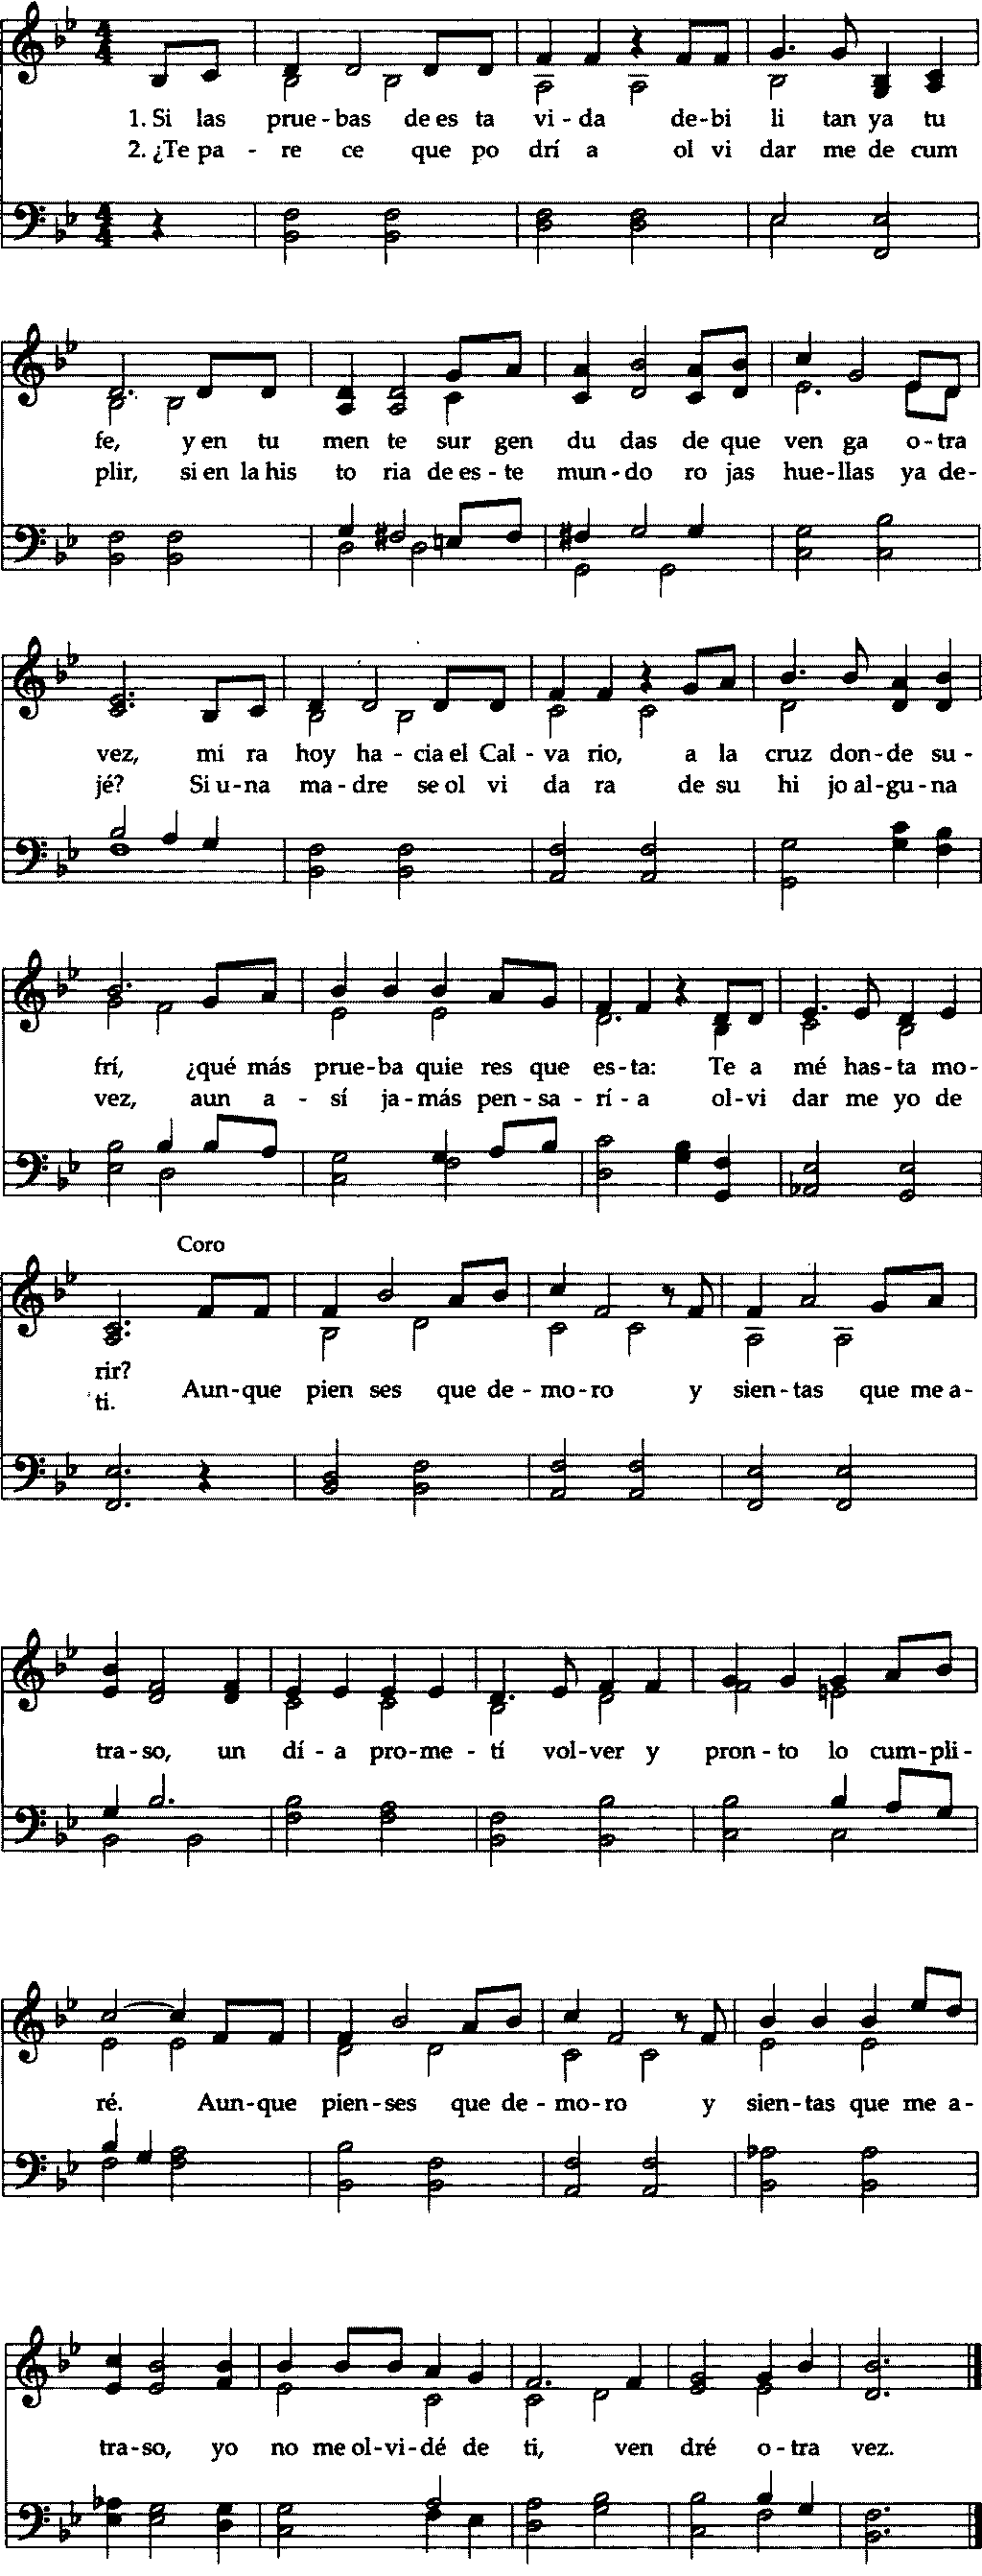 1. Si las prue - bas de es ta vi - da de - bi li tan ya tu
2. ¿Te pa - re ce que po drí a ol vi dar me de cum
fe, y en tu men te sur gen du das de que ven ga o - tra
plir, si en la his to ria de es - te mun - do ro jas hue - llas ya de -
vez, mi ra hoy ha - cia el Cal - va rio, a la cruz don - de su -
jé? Si u - na ma - dre se ol vi da ra de su hi jo al - gu - na
frí, ¿qué más prue - ba quie res que es - ta: Te a mé has - ta mo -
vez, aun a - sí ja - más pen - sa - rí - a ol - vi dar me yo de
Coro
rir?
Aun - que pien ses que de - mo - ro y sien - tas que me a -
ti.
tra - so, un dí - a pro - me - tí vol - ver y pron - to lo cum - pli -
ré. Aun - que pien - ses que de - mo - ro y sien - tas que me a -
tra - so, yo no me ol - vi - dé de ti, ven dré o - tra vez.